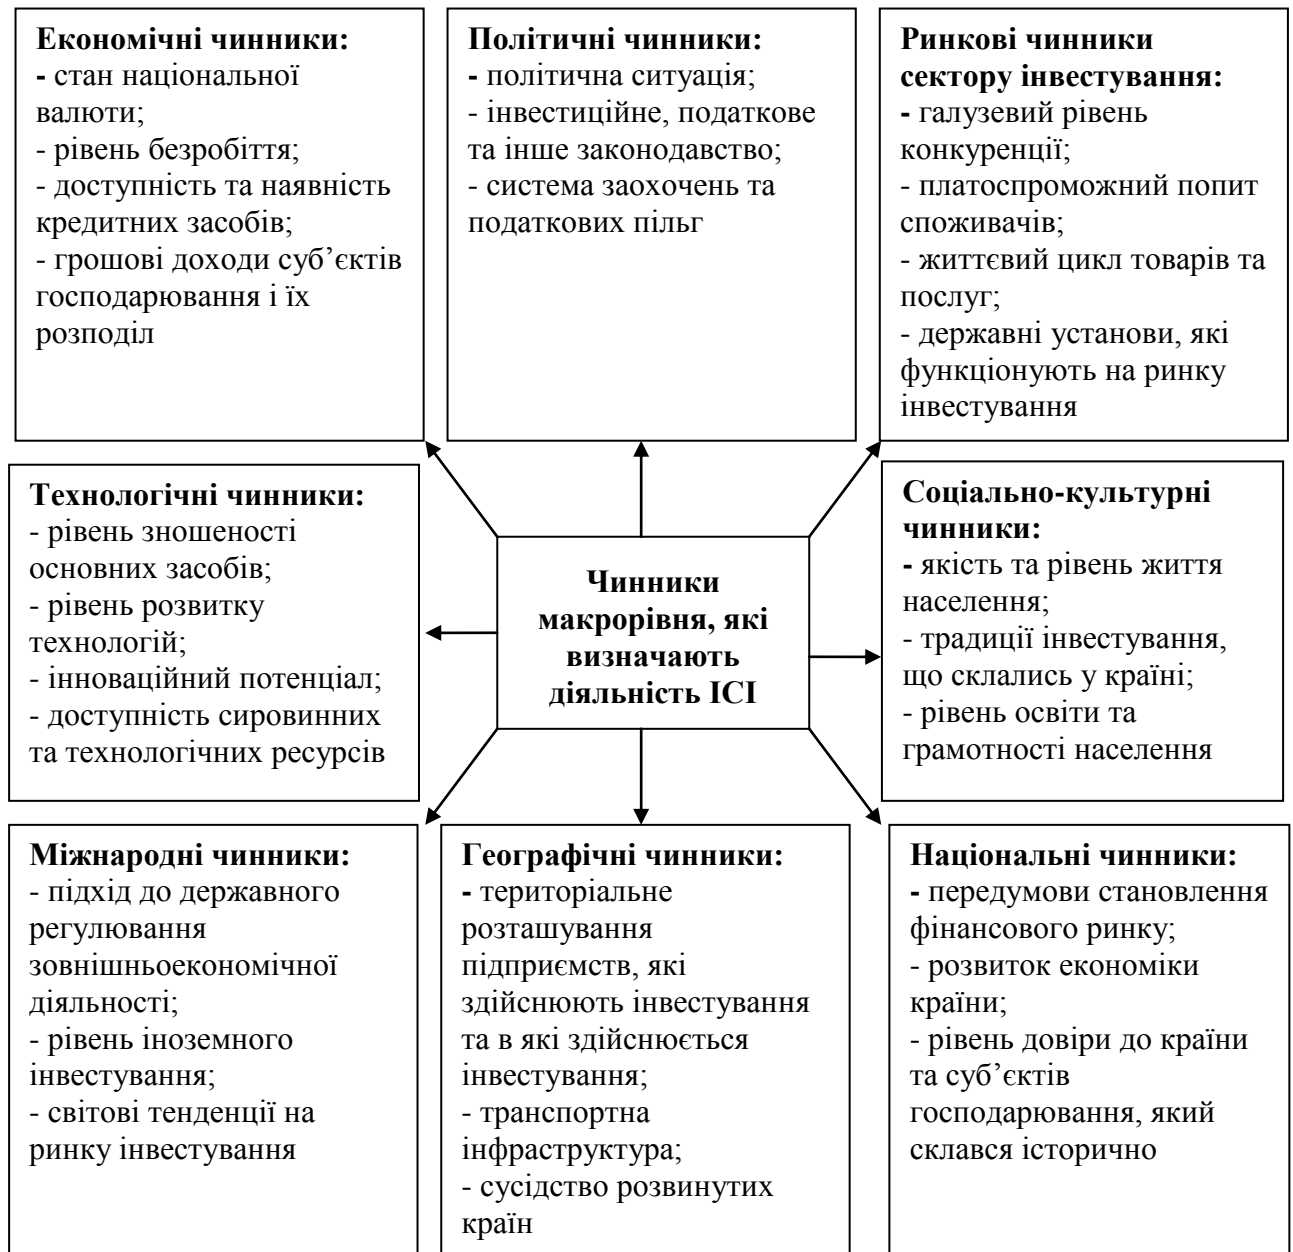 Економічні чинники:
- стан національної
валюти;
- рівень безробіття;
- доступність та наявність
кредитних засобів;
- грошові доходи суб’єктів
господарювання і їх
розподіл
Політичні чинники:
- політична ситуація;
- інвестиційне, податкове
та інше законодавство;
- система заохочень та
податкових пільг
Ринкові чинники
сектору інвестування:
- галузевий рівень
конкуренції;
- платоспроможний попит
споживачів;
- життєвий цикл товарів та
послуг;
- державні установи, які
функціонують на ринку
інвестування
Технологічні чинники:
- рівень зношеності
основних засобів;
- рівень розвитку
технологій;
- інноваційний потенціал;
- доступність сировинних
та технологічних ресурсів
Чинники
макрорівня, які
визначають
діяльність ІСІ
Соціально-культурні
чинники:
- якість та рівень життя
населення;
- традиції інвестування,
що склались у країні;
- рівень освіти та
грамотності населення
Міжнародні чинники:
- підхід до державного
регулювання
зовнішньоекономічної
діяльності;
- рівень іноземного
інвестування;
- світові тенденції на
ринку інвестування
Географічні чинники:
- територіальне
розташування
підприємств, які
здійснюють інвестування
та в які здійснюється
інвестування;
- транспортна
інфраструктура;
- сусідство розвинутих
країн
Національні чинники:
- передумови становлення
фінансового ринку;
- розвиток економіки
країни;
- рівень довіри до країни
та суб’єктів
господарювання, який
склався історично